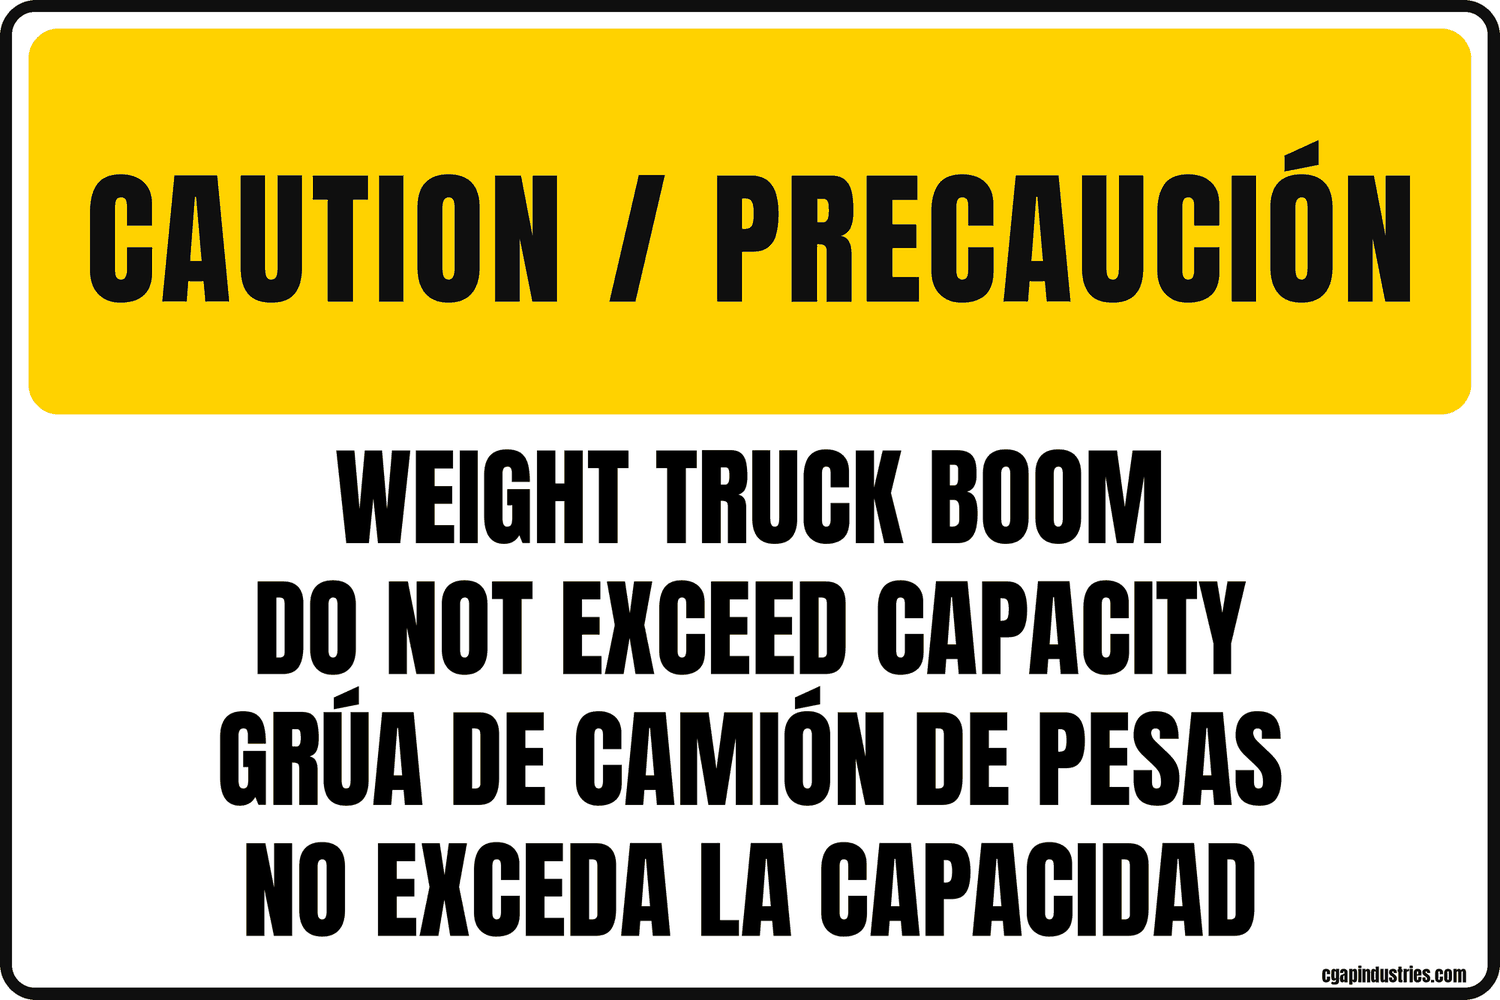 CAUTION / PRECAUCIÓN
WEIGHT TRUCK BOOM
DO NOT EXCEED CAPACITY
GRÚA DE CAMIÓN DE PESAS
NO EXCEDA LA CAPACIDAD
cgapindustries.com